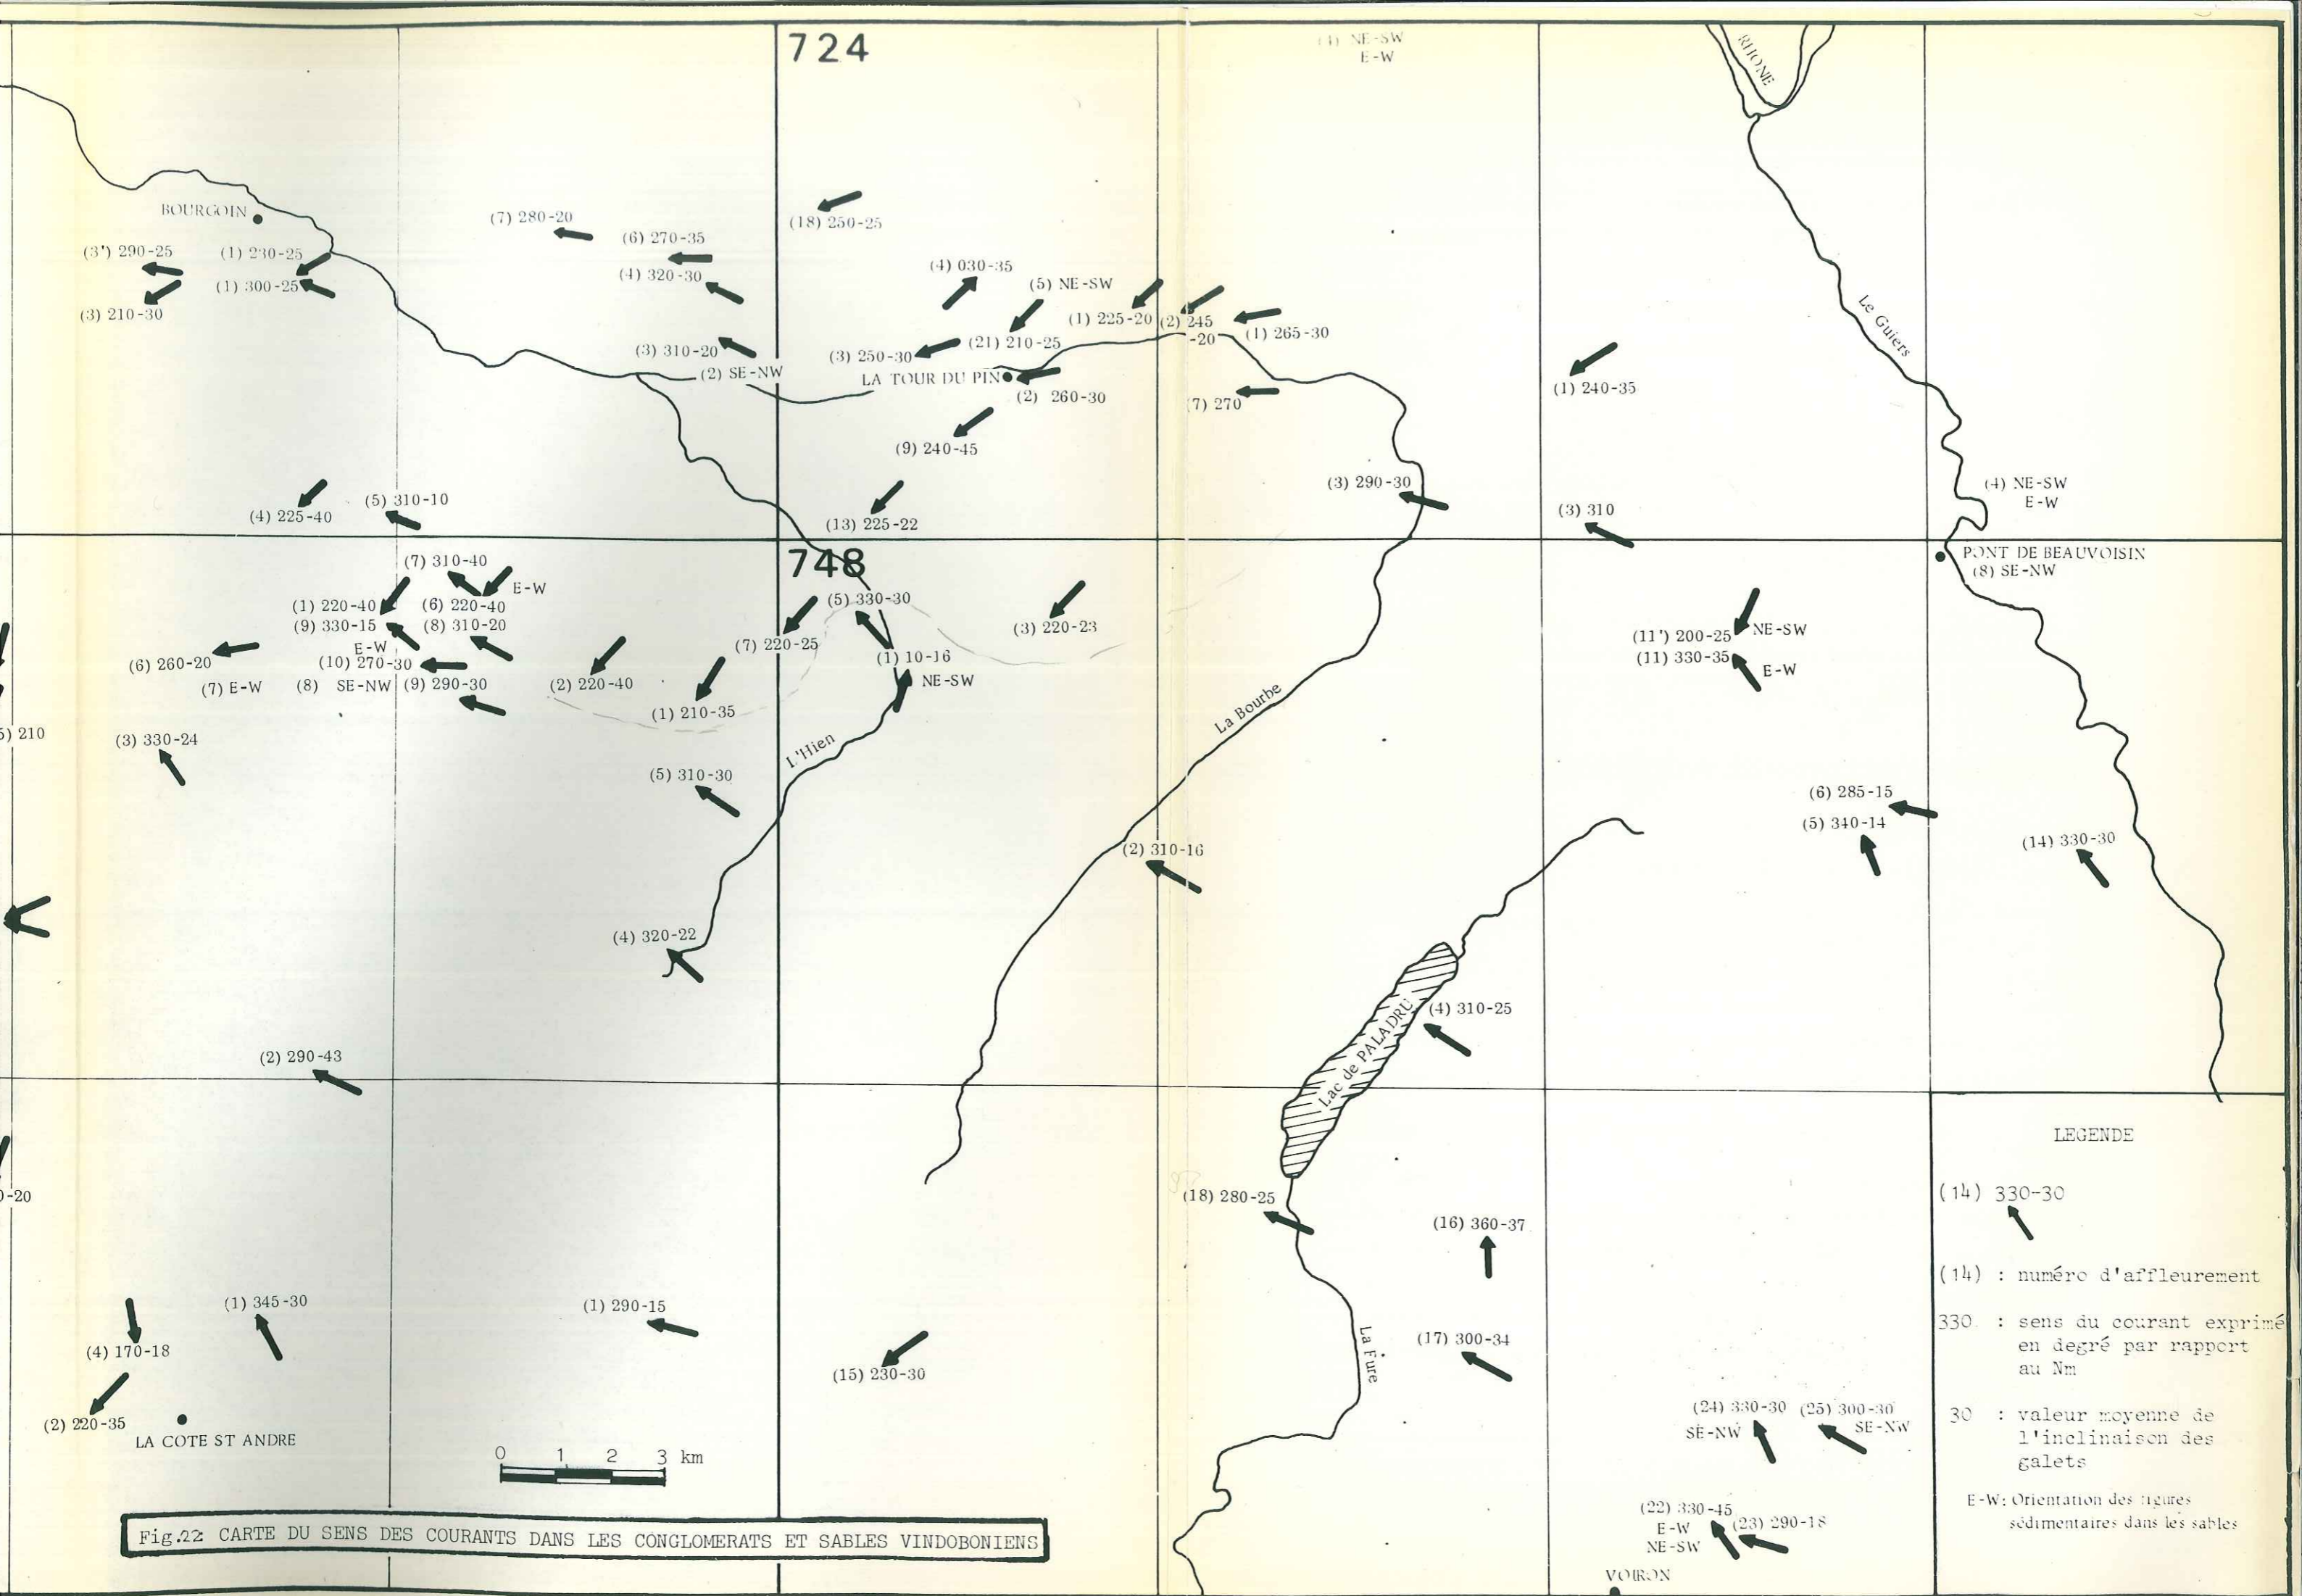 724
(4) NE-SW
E-W
RHONE
BOURGOIN
(7) 280-20
(18) 250-25
(6) 270-35
(3') 290-25
(1) 230-25
(4) 320-30
(4) 030-35
(5) NE-SW
(1) 300-25
(3) 210-30
(1) 225-20
(2) 245
-20
(1) 265-30
Le Guiers
(3) 310-20
(3) 250-30
(21) 210-25
(2) SE-NW
LA TOUR DU PIN
(2) 260-30
(1) 240-35
(7) 270
(9) 240-45
(3) 290-30
(4) NE-SW
E-W
(5) 310-10
(4) 225-40
(13) 225-22
(3) 310
748
PONT DE BEAUVOISIN
(8) SE-NW
(7) 310-40
E-W
(1) 220-40
(6) 220-40
(5) 330-30
(9) 330-15
(8) 310-20
(3) 220-23
(7) 220-25
(11') 200-25
NE-SW
E-W
(6) 260-20
(10) 270-30
(1) 10-16
(11) 330-35
E-W
(7) E-W
(8) SE-NW
(9) 290-30
(2) 220-40
NE-SW
(1) 210-35
La Bourbe
5) 210
(3) 330-24
L'Hien
(5) 310-30
(6) 285-15
(5) 340-14
(14) 330-30
(2) 310-16
(4) 320-22
Lac de PALADRU
(4) 310-25
(2) 290-43
0-20
(18) 280-25
(16) 360-37
(1) 345-30
(1) 290-15
(4) 170-18
(15) 230-30
La Fure
(17) 300-34
(2) 220-35
LA COTE ST ANDRE
(24) 330-30
SE-NW
(25) 300-30
SE-NW
0 1 2 3 km
(22) 330-45
E-W
NE-SW
(23) 290-18
VOIRON
Fig.22 CARTE DU SENS DES COURANTS DANS LES CONGLOMERATS ET SABLES VINDOBONIENS
LEGENDE
(14) 330-30
(14) : numéro d'affleurement
330 : sens du courant exprimé
en degré par rapport
au Nm
30 : valeur moyenne de
l'inclinaison des
galets
E-W: Orientation des figures
sédimentaires dans les sables